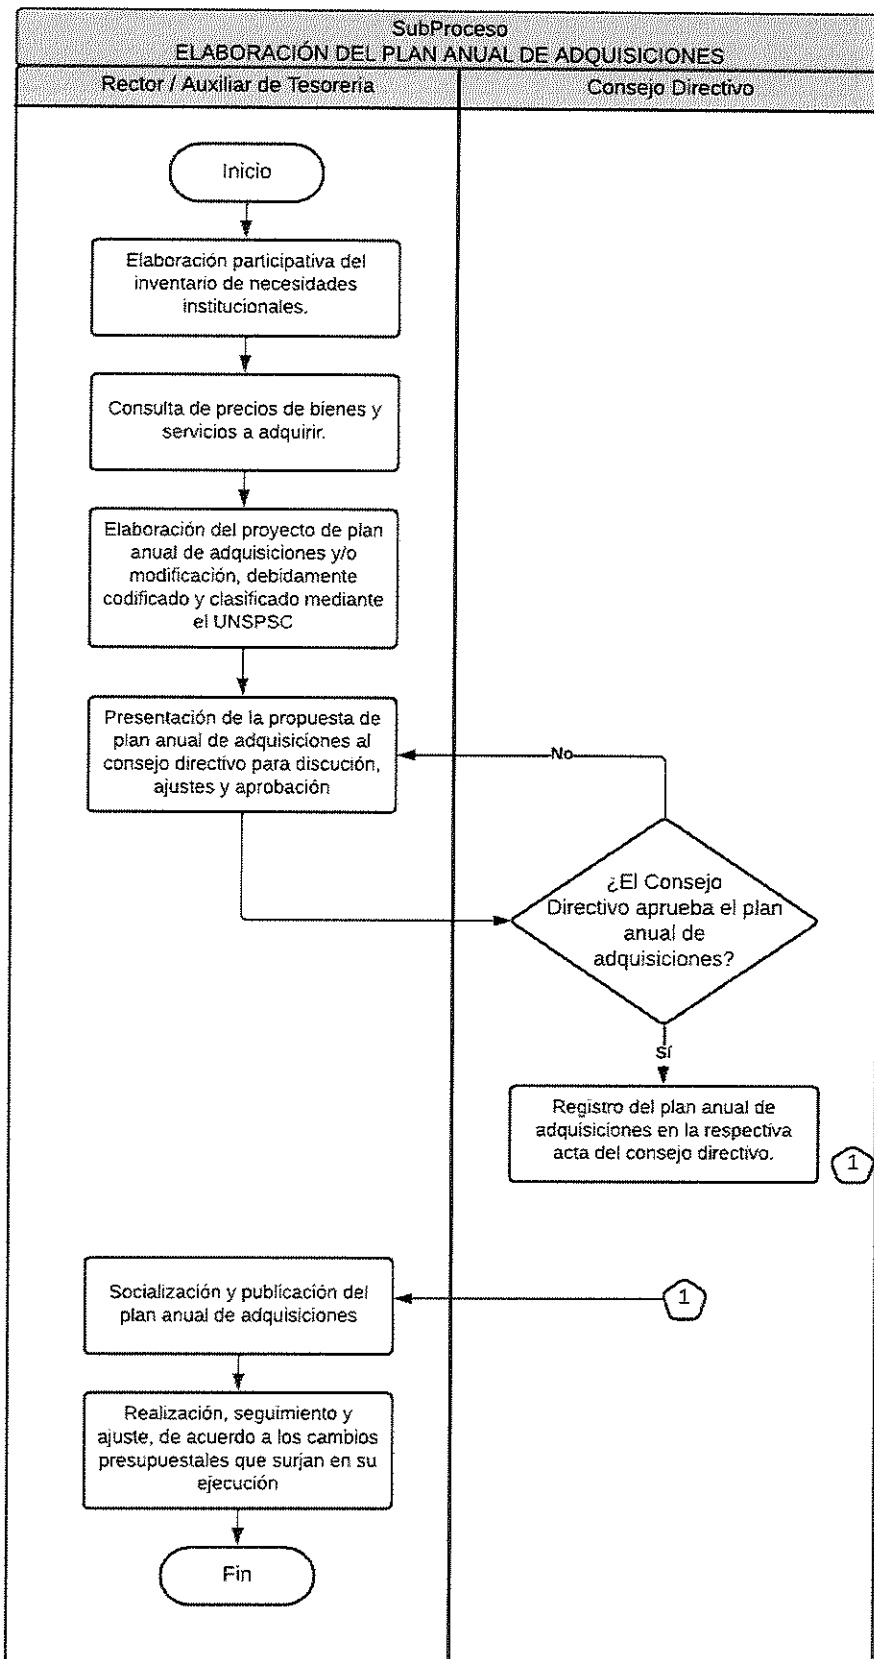 SubProceso
ELABORACIÓN DEL PLAN ANUAL DE ADQUISICIONES
Rector / Auxiliar de Tesorería
Consejo Directivo
Inicio
Elaboración participativa del
inventario de necesidades
institucionales.
Consulta de precios de bienes y
servicios a adquirir.
Elaboración del proyecto de plan
anual de adquisiciones y/o
modificación, debidamente
codificado y clasificado mediante
el UNSPSC
Presentación de la propuesta de
plan anual de adquisiciones al
consejo directivo para discución,
ajustes y aprobación
No
¿El Consejo
Directivo aprueba el plan
anual de
adquisiciones?
Sí
Registro del plan anual de
adquisiciones en la respectiva
acta del consejo directivo.
1
Socialización y publicación del
plan anual de adquisiciones
1
Realización, seguimiento y
ajuste, de acuerdo a los cambios
presupuestales que surjan en su
ejecución
Fin